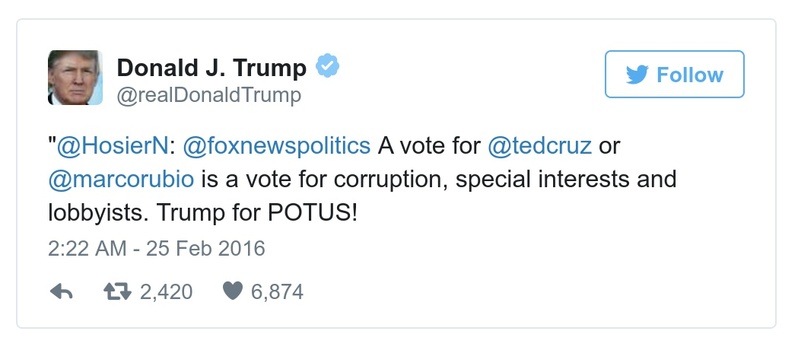 Donald J. Trump
@realDonaldTrump
Follow
"@HosierN: @foxnewspolitics A vote for @tedcruz or
@marcorubio is a vote for corruption, special interests and
lobbyists. Trump for POTUS!
2:22 AM - 25 Feb 2016
2,420 6,874